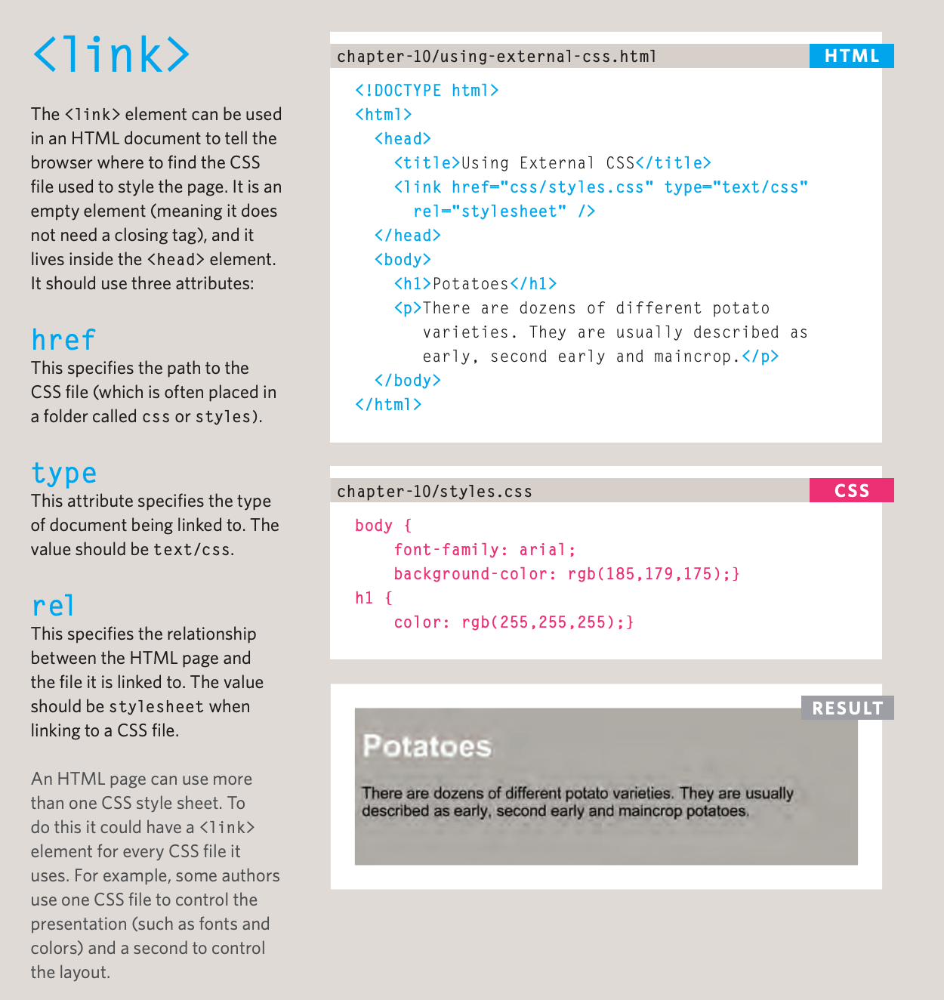 <link>
The <link> element can be used
in an HTML document to tell the
browser where to find the CSS
file used to style the page. It is an
empty element (meaning it does
not need a closing tag), and it
lives inside the <head> element.
It should use three attributes:
href
This specifies the path to the
CSS file (which is often placed in
a folder called css or styles).
type
This attribute specifies the type
of document being linked to. The
value should be text/css.
rel
This specifies the relationship
between the HTML page and
the file it is linked to. The value
should be stylesheet when
linking to a CSS file.
An HTML page can use more
than one CSS style sheet. To
do this it could have a <link>
element for every CSS file it
uses. For example, some authors
use one CSS file to control the
presentation (such as fonts and
colors) and a second to control
the layout.
chapter-10/using-external-css.html HTML
<!DOCTYPE html>
<html>
  <head>
    <title>Using External CSS</title>
    <link href="css/styles.css" type="text/css"
      rel="stylesheet" />
  </head>
  <body>
    <h1>Potatoes</h1>
    <p>There are dozens of different potato
       varieties. They are usually described as
       early, second early and maincrop.</p>
  </body>
</html>
chapter-10/styles.css CSS
body {
    font-family: arial;
    background-color: rgb(185,179,175);}
h1 {
    color: rgb(255,255,255);}
RESULT
Potatoes
There are dozens of different potato varieties. They are usually
described as early, second early and maincrop potatoes.